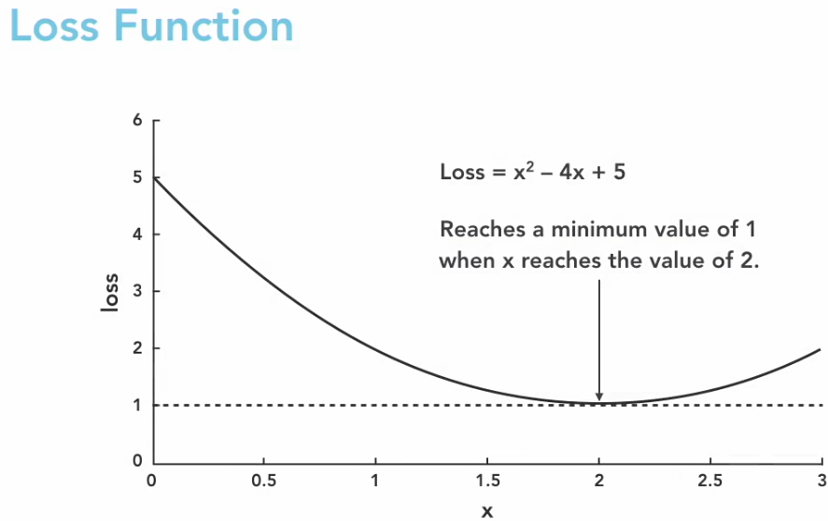 Loss Function
6
5
4
3
2
1
0
loss
Loss = x² – 4x + 5
Reaches a minimum value of 1
when x reaches the value of 2.
0 0.5 1 1.5 2 2.5 3
x